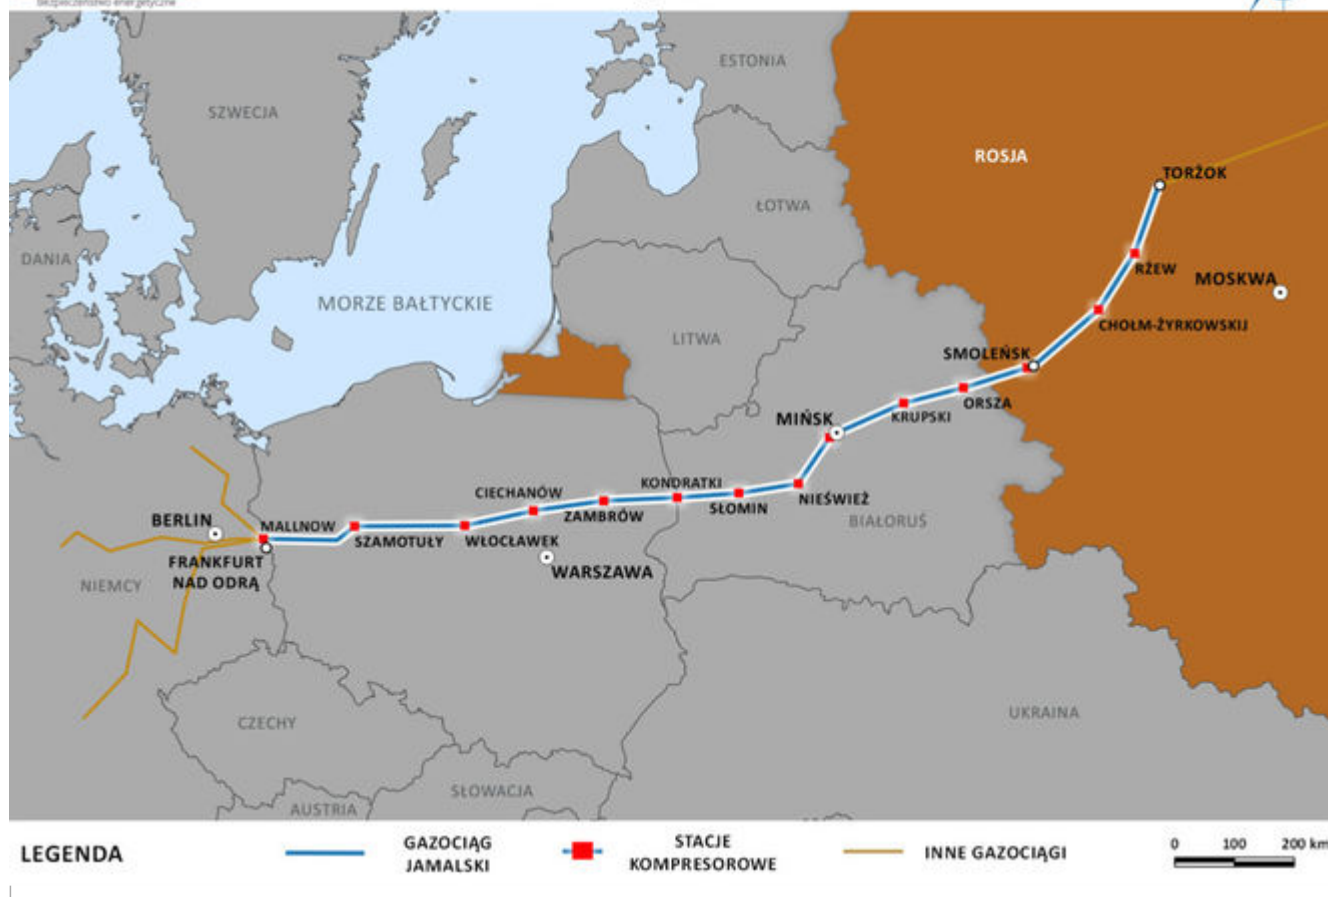 bezpieczeństwo energetyczne
ESTONIA
SZWECJA
ROSJA
TORŻOK
ŁOTWA
DANIA
RŻEW
MOSKWA
MORZE BAŁTYCKIE
CHOŁM-ŻYRKOWSKIJ
LITWA
SMOLEŃSK
ORSZA
KRUPSKI
MIŃSK
KONDRATKI
CIECHANÓW
NIEŚWIEŻ
SŁOMIN
ZAMBRÓW
BIAŁORUŚ
BERLIN
MALLNOW
SZAMOTUŁY
WŁOCŁAWEK
FRANKFURT
NAD ODRĄ
WARSZAWA
NIEMCY
UKRAINA
CZECHY
SŁOWACJA
AUSTRIA
LEGENDA
GAZOCIĄG
JAMALSKI
STACJE
KOMPRESOROWE
INNE GAZOCIĄGI
0 100 200 km